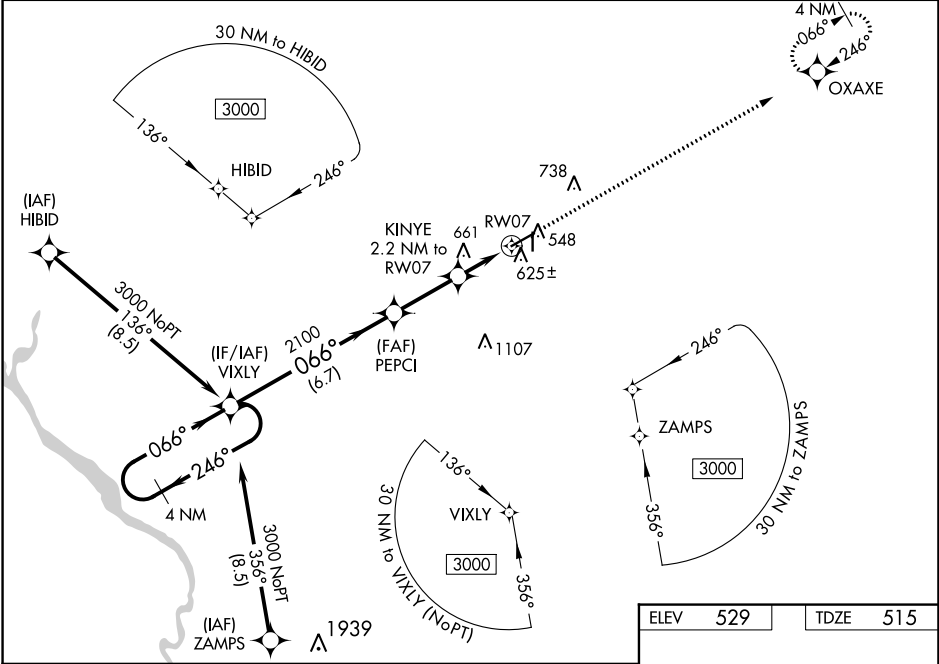 4 NM
066°
246°
OXAXE
30 NM to HIBID
3000
136°
HIBID
246°
738
(IAF)
HIBID
KINYE
2.2 NM to
RW07
661
RW07
548
625±
3000 NoPT
136°
(8.5)
(IF/IAF)
VIXLY
2100
066°
(6.7)
(FAF)
PEPCI
1107
066°
246°
4 NM
246°
ZAMPS
3000
356°
30 NM to ZAMPS
136°
VIXLY
3000
356°
30 NM to VIXLY (NoPT)
3000 NoPT
356°
(8.5)
(IAF)
ZAMPS
1939
ELEV 529
TDZE 515